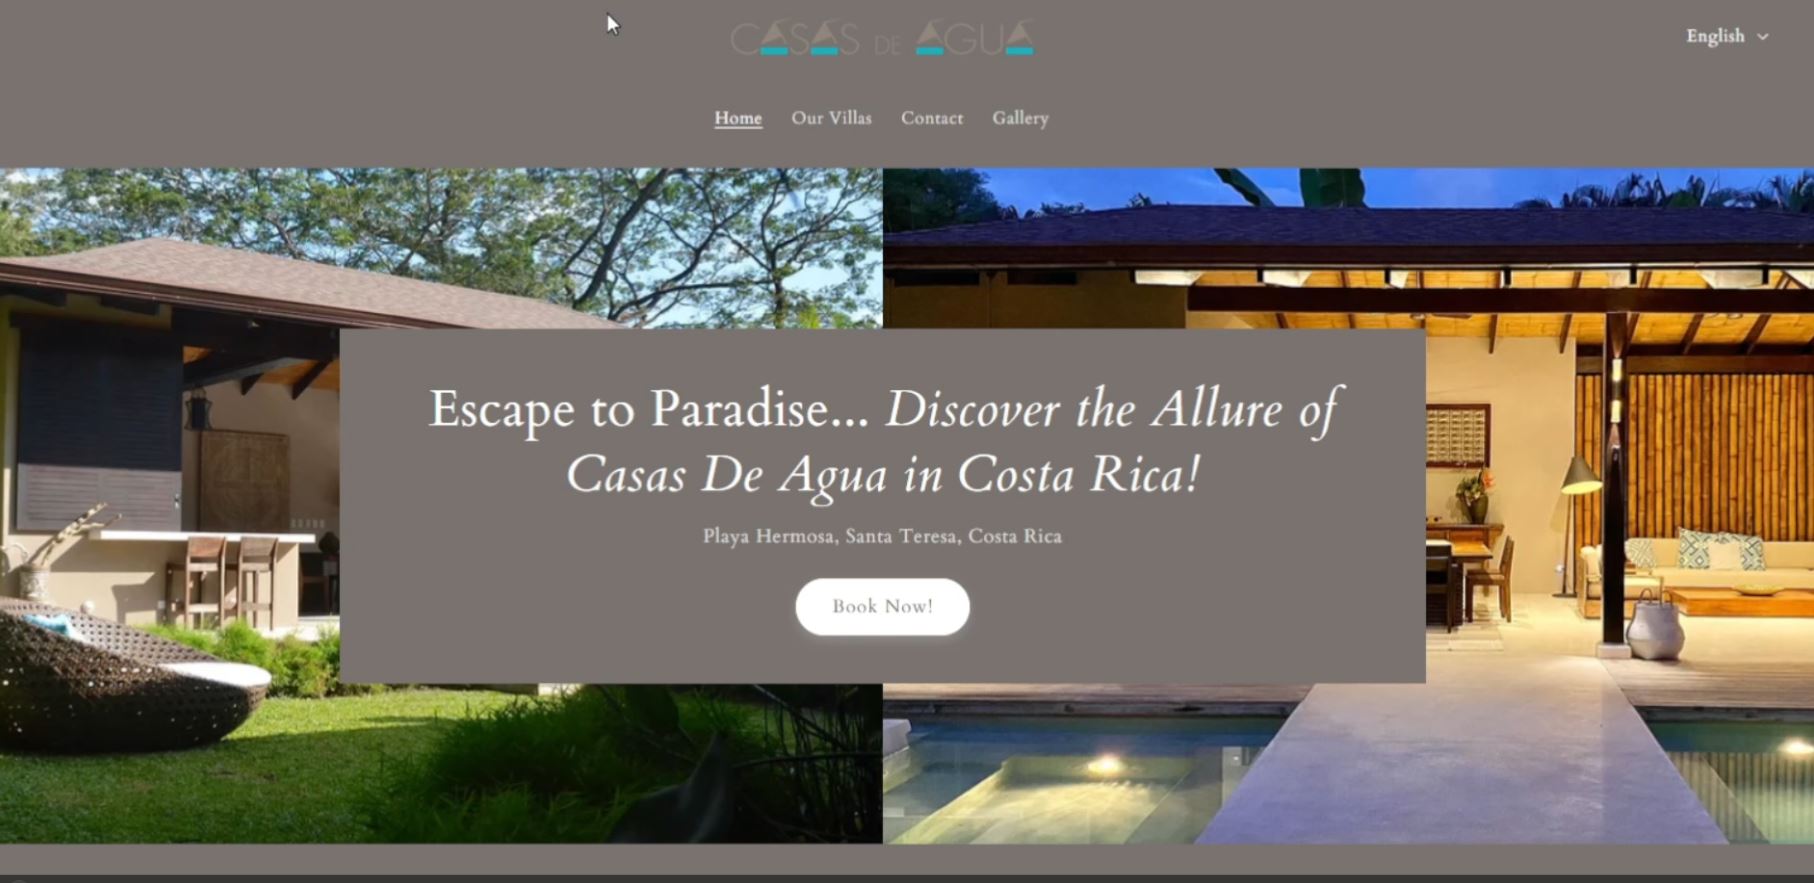 CASAS DE AGUA
English
Home Our Villas Contact Gallery
Escape to Paradise... Discover the Allure of
Casas De Agua in Costa Rica!
Playa Hermosa, Santa Teresa, Costa Rica
Book Now!